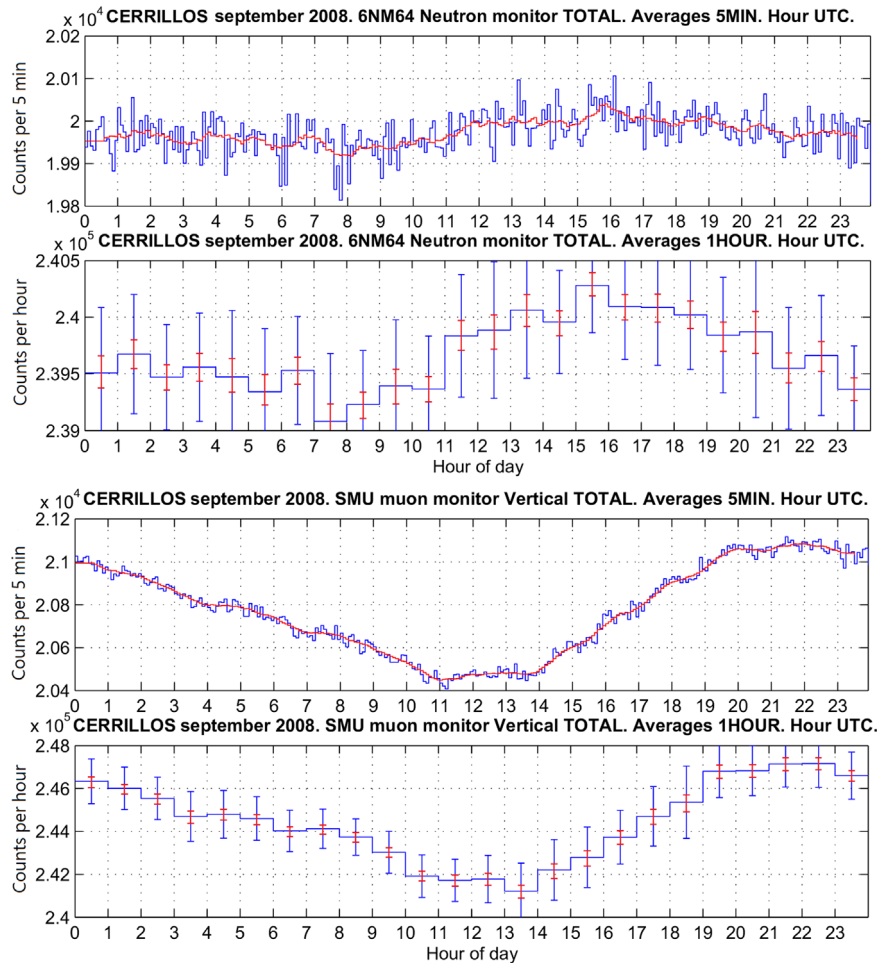 x 10⁴ CERRILLOS september 2008. 6NM64 Neutron monitor TOTAL. Averages 5MIN. Hour UTC.
Counts per 5 min
2.02
2.01
2
1.99
1.98
0 1 2 3 4 5 6 7 8 9 10 11 12 13 14 15 16 17 18 19 20 21 22 23
x 10⁵ CERRILLOS september 2008. 6NM64 Neutron monitor TOTAL. Averages 1HOUR. Hour UTC.
Counts per hour
2.405
2.4
2.395
2.39
0 1 2 3 4 5 6 7 8 9 10 11 12 13 14 15 16 17 18 19 20 21 22 23
Hour of day
x 10⁴ CERRILLOS september 2008. SMU muon monitor Vertical TOTAL. Averages 5MIN. Hour UTC.
Counts per 5 min
2.12
2.1
2.08
2.06
2.04
0 1 2 3 4 5 6 7 8 9 10 11 12 13 14 15 16 17 18 19 20 21 22 23
x 10⁵ CERRILLOS september 2008. SMU muon monitor Vertical TOTAL. Averages 1HOUR. Hour UTC.
Counts per hour
2.48
2.46
2.44
2.42
2.4
0 1 2 3 4 5 6 7 8 9 10 11 12 13 14 15 16 17 18 19 20 21 22 23
Hour of day